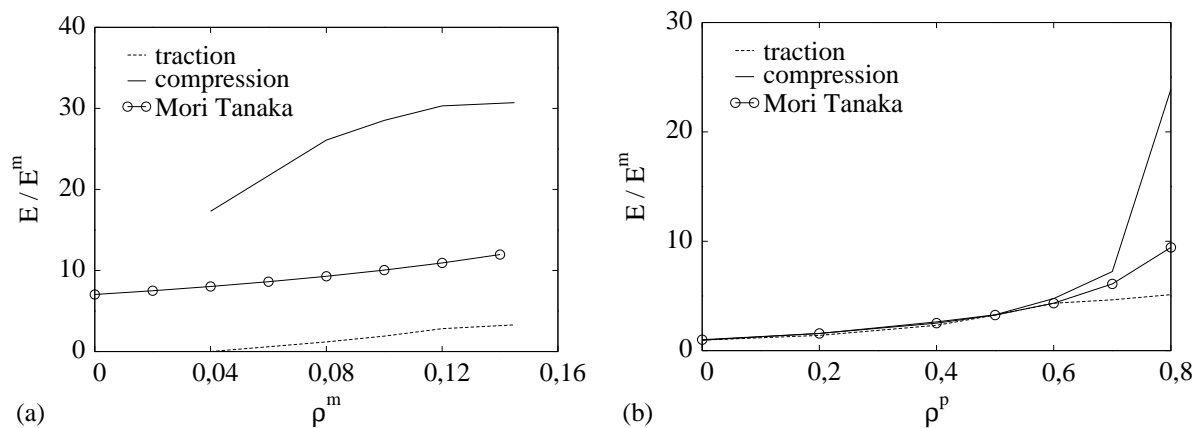 40
30
20
10
0
E / E^m
traction
compression
Mori Tanaka
0
0,04
0,08
0,12
0,16
ρ^m
(a)
30
20
10
0
E / E^m
traction
compression
Mori Tanaka
0
0,2
0,4
0,6
0,8
ρ^p
(b)